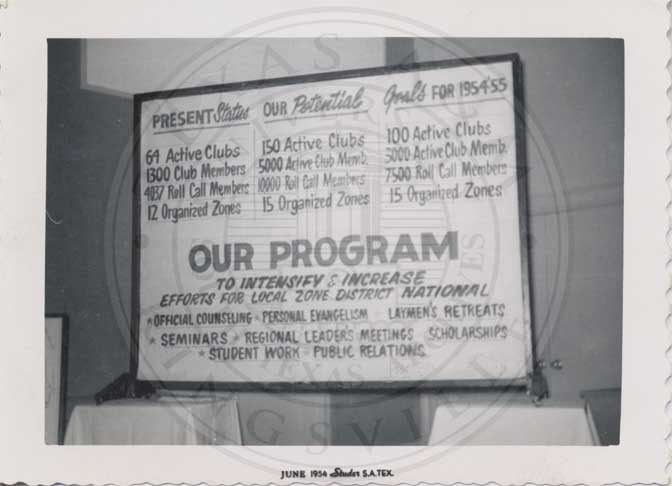 PRESENT Status
64 Active Clubs
1300 Club Members
4037 Roll Call Members
12 Organized Zones
OUR Potential
150 Active Clubs
5000 Active Club Memb.
10000 Roll Call Members
15 Organized Zones
Goals FOR 1954-55
100 Active Clubs
3000 Active Club Memb.
7500 Roll Call Members
15 Organized Zones
OUR PROGRAM
TO INTENSIFY & INCREASE
EFFORTS FOR LOCAL ZONE DISTRICT NATIONAL
*OFFICIAL COUNSELING * PERSONAL EVANGELISM LAYMEN'S RETREATS
*SEMINARS * REGIONAL LEADER'S MEETINGS SCHOLARSHIPS
*STUDENT WORK PUBLIC RELATIONS
JUNE 1954 Studer S.A. TEX.